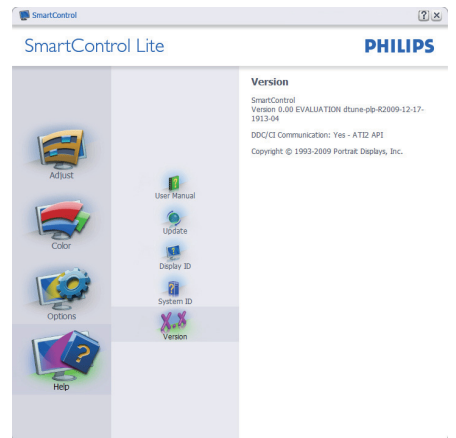 SmartControl
SmartControl Lite
PHILIPS
Adjust
Color
Options
Help
User Manual
Update
Display ID
System ID
Version
Version
SmartControl
Version 0.00 EVALUATION dtune-plp-R2009-12-17-
1913-04
DDC/CI Communication: Yes - ATI2 API
Copyright © 1993-2009 Portrait Displays, Inc.